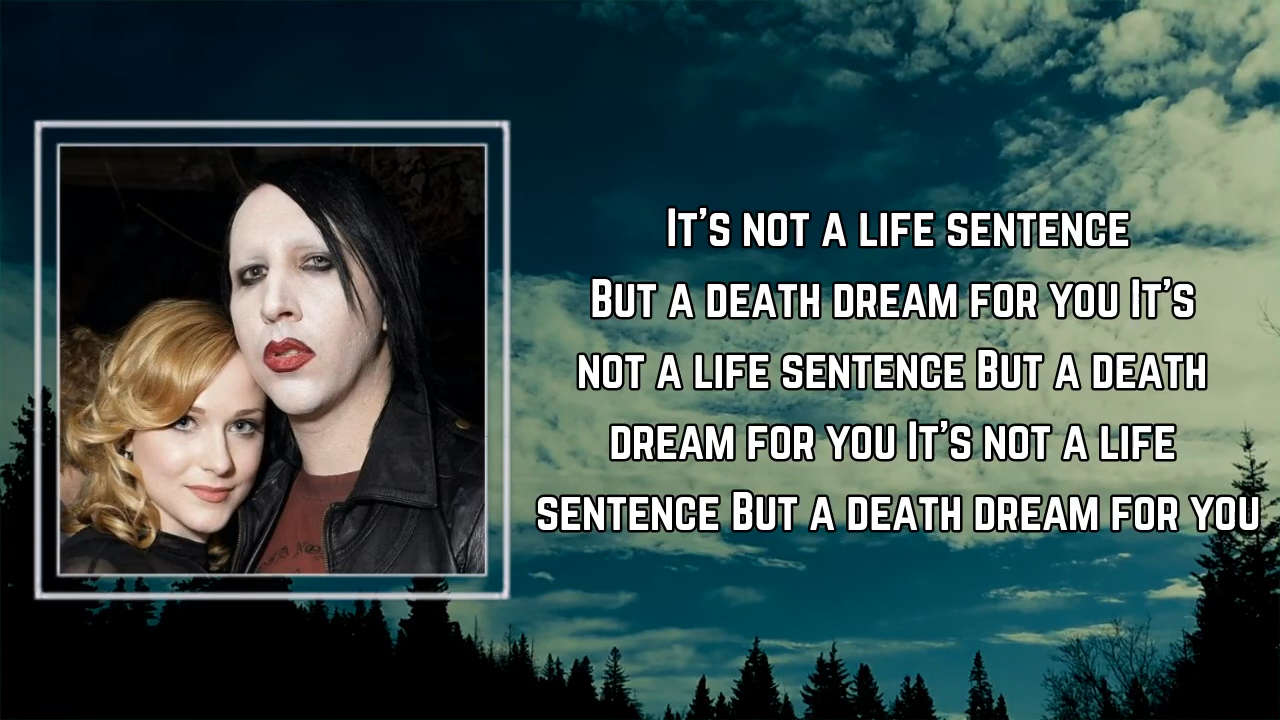 It's not a life sentence
But a death dream for you It's
not a life sentence But a death
dream for you It's not a life
sentence But a death dream for you